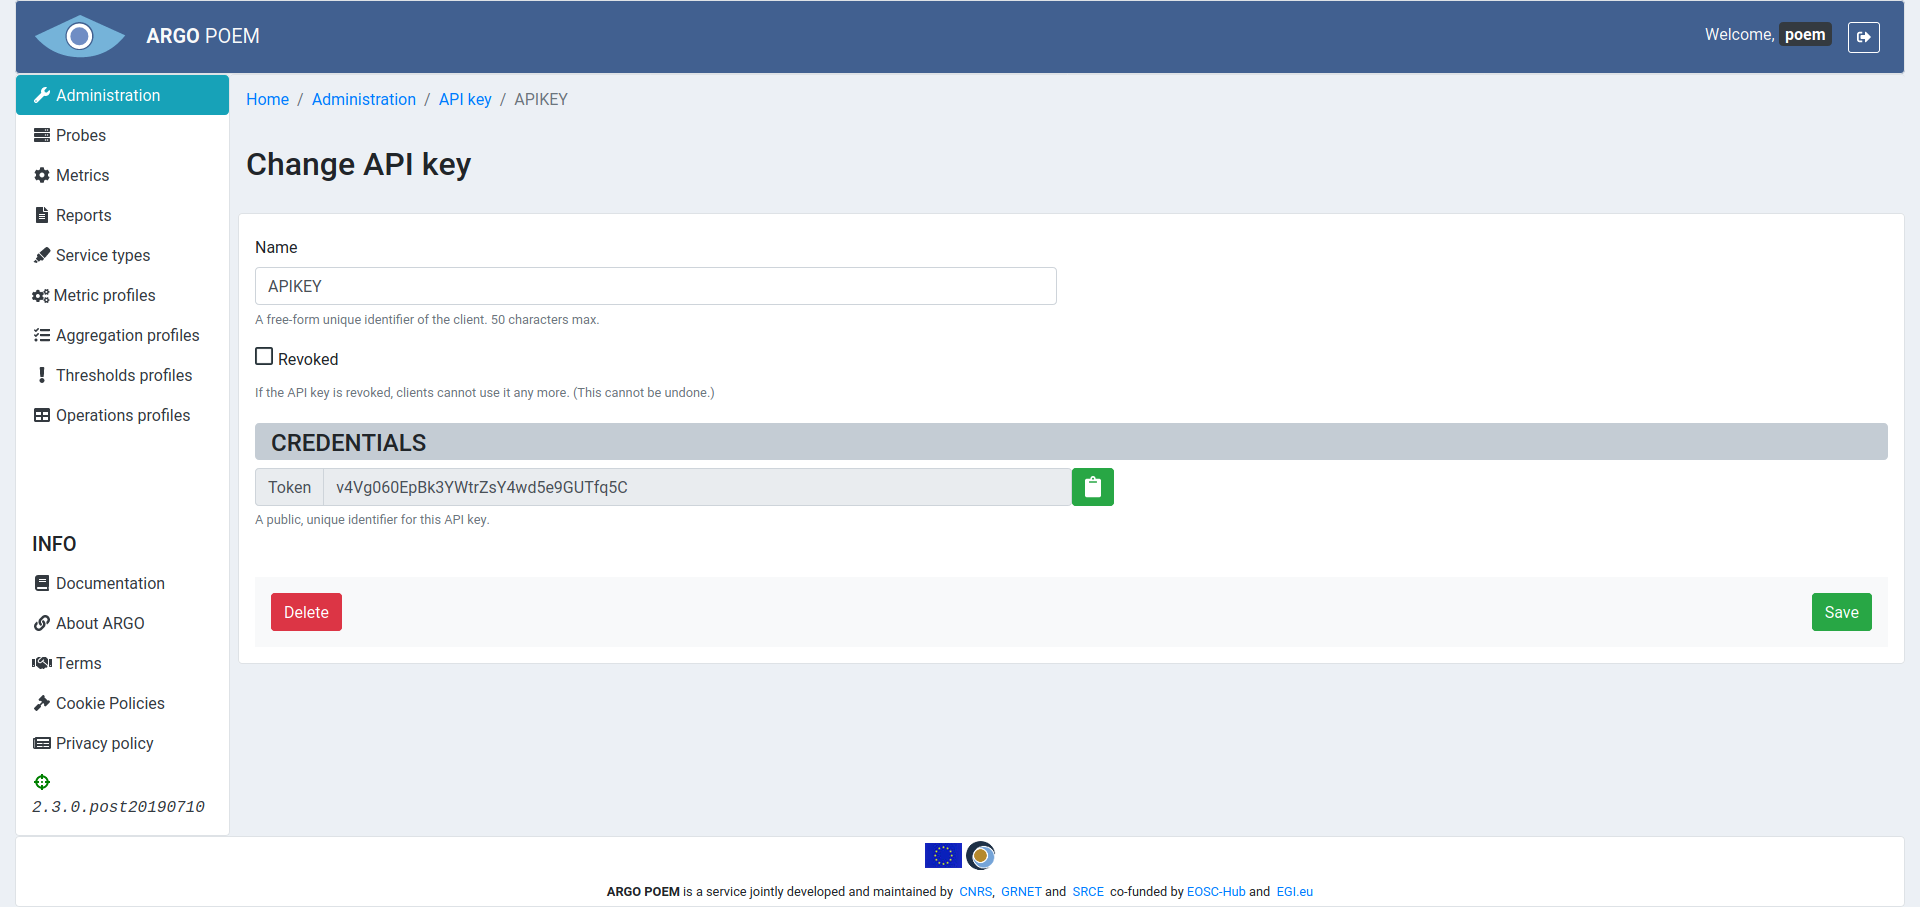 ARGO POEM
Welcome, poem
Administration
Probes
Metrics
Reports
Service types
Metric profiles
Aggregation profiles
Thresholds profiles
Operations profiles
INFO
Documentation
About ARGO
Terms
Cookie Policies
Privacy policy
2.3.0.post20190710
Home / Administration / API key / APIKEY
Change API key
Name
APIKEY
A free-form unique identifier of the client. 50 characters max.
Revoked
If the API key is revoked, clients cannot use it any more. (This cannot be undone.)
CREDENTIALS
Token v4Vg060EpBk3YWtrZsY4wd5e9GUTfq5C
A public, unique identifier for this API key.
Delete Save
ARGO POEM is a service jointly developed and maintained by CNRS, GRNET and SRCE co-funded by EOSC-Hub and EGI.eu